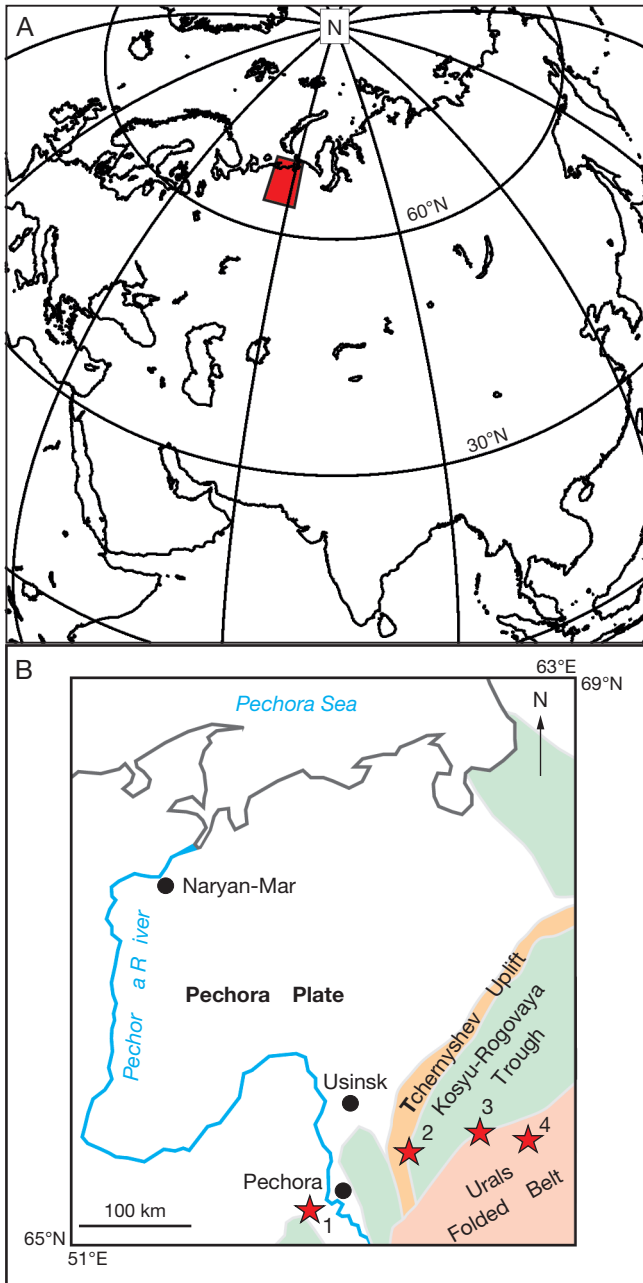 A
N
60°N
30°N
B
63°E
69°N
Pechora Sea
N
Naryan-Mar
Pechor a R iver
Pechora Plate
Tchernyshev Uplift
Kosyu-Rogovaya
Trough
Usinsk
3
2
4
Pechora
Urals
Folded Belt
100 km
1
65°N
51°E